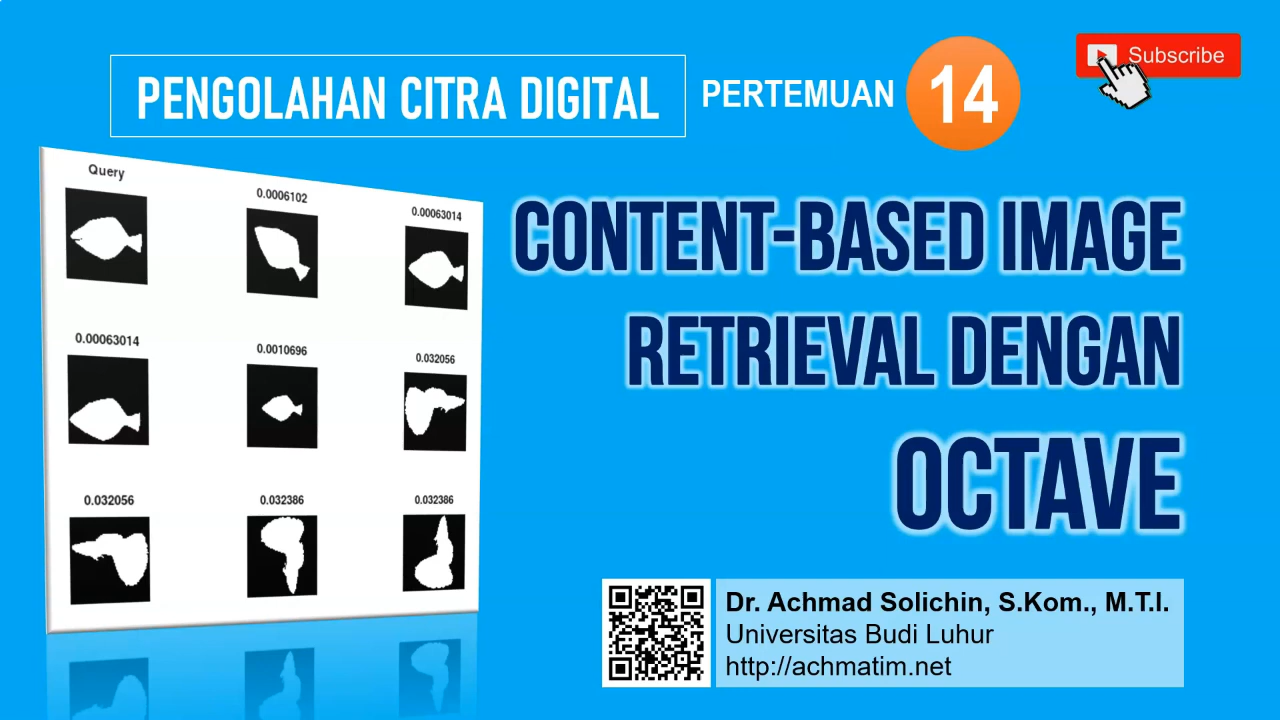 PENGOLAHAN CITRA DIGITAL
PERTEMUAN
14
Subscribe
Query
0.0006102
0.00063014
0.00063014
0.0010696
0.032056
0.032056
0.032386
0.032386
CONTENT-BASED IMAGE
RETRIEVAL DENGAN
OCTAVE
Dr. Achmad Solichin, S.Kom., M.T.I.
Universitas Budi Luhur
http://achmatim.net